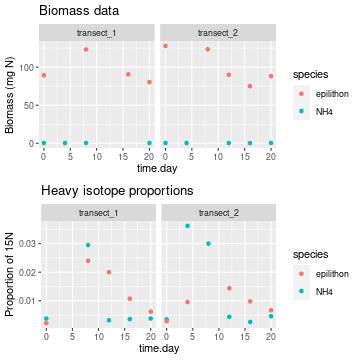 Biomass data
transect_1 transect_2
Biomass (mg N)
100
50
0
0 5 10 15 20 0 5 10 15 20
time.day
species
epilithon
NH4
Heavy isotope proportions
transect_1 transect_2
Proportion of 15N
0.03
0.02
0.01
0 5 10 15 20 0 5 10 15 20
time.day
species
epilithon
NH4